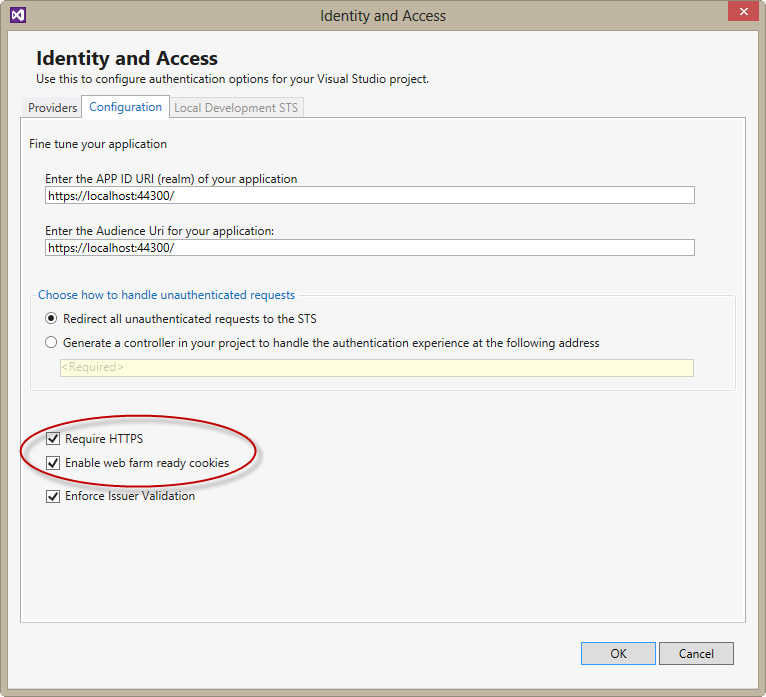 Identity and Access
Identity and Access
Use this to configure authentication options for your Visual Studio project.
Providers Configuration Local Development STS
Fine tune your application
Enter the APP ID URI (realm) of your application
https://localhost:44300/
Enter the Audience Uri for your application:
https://localhost:44300/
Choose how to handle unauthenticated requests
Redirect all unauthenticated requests to the STS
Generate a controller in your project to handle the authentication experience at the following address
<Required>
Require HTTPS
Enable web farm ready cookies
Enforce Issuer Validation
OK Cancel